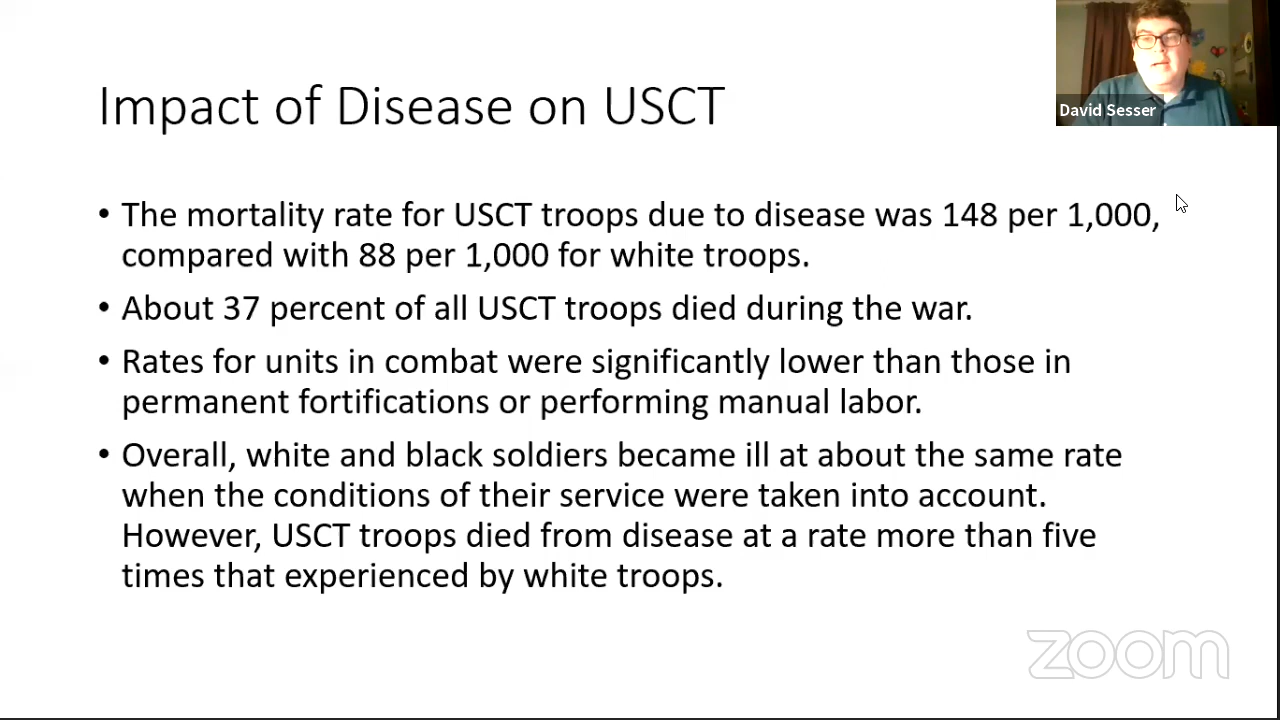 David Sesser
Impact of Disease on USCT
• The mortality rate for USCT troops due to disease was 148 per 1,000,
compared with 88 per 1,000 for white troops.
• About 37 percent of all USCT troops died during the war.
• Rates for units in combat were significantly lower than those in
permanent fortifications or performing manual labor.
• Overall, white and black soldiers became ill at about the same rate
when the conditions of their service were taken into account.
However, USCT troops died from disease at a rate more than five
times that experienced by white troops.
zoom